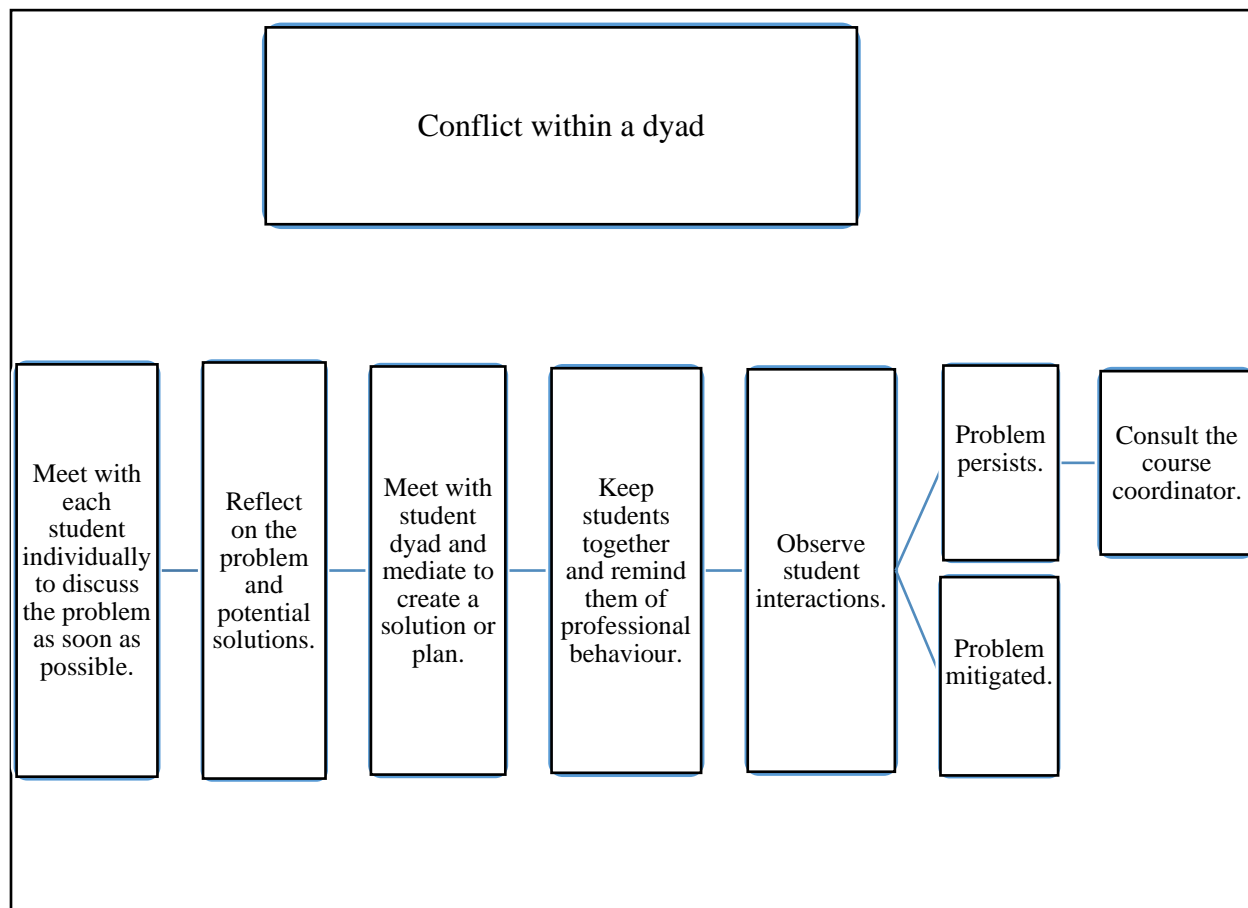 Conflict within a dyad
Meet with
each
student
individually
to discuss
the problem
as soon as
possible.
Reflect
on the
problem
and
potential
solutions.
Meet with
student
dyad and
mediate to
create a
solution or
plan.
Keep
students
together
and remind
them of
professional
behaviour.
Observe
student
interactions.
Problem
persists.
Consult the
course
coordinator.
Problem
mitigated.